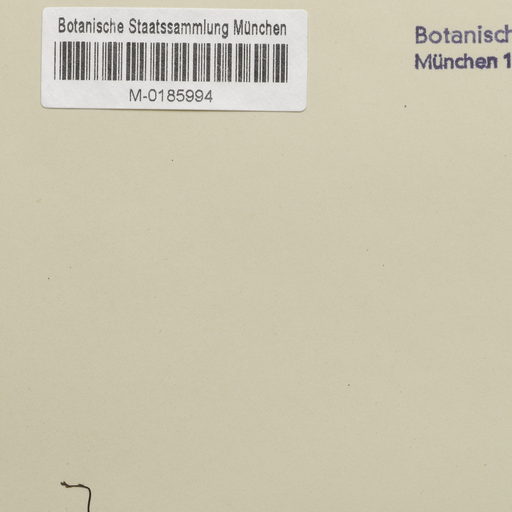 Botanische Staatssammlung München
M-0185994
Botanisch
München 1